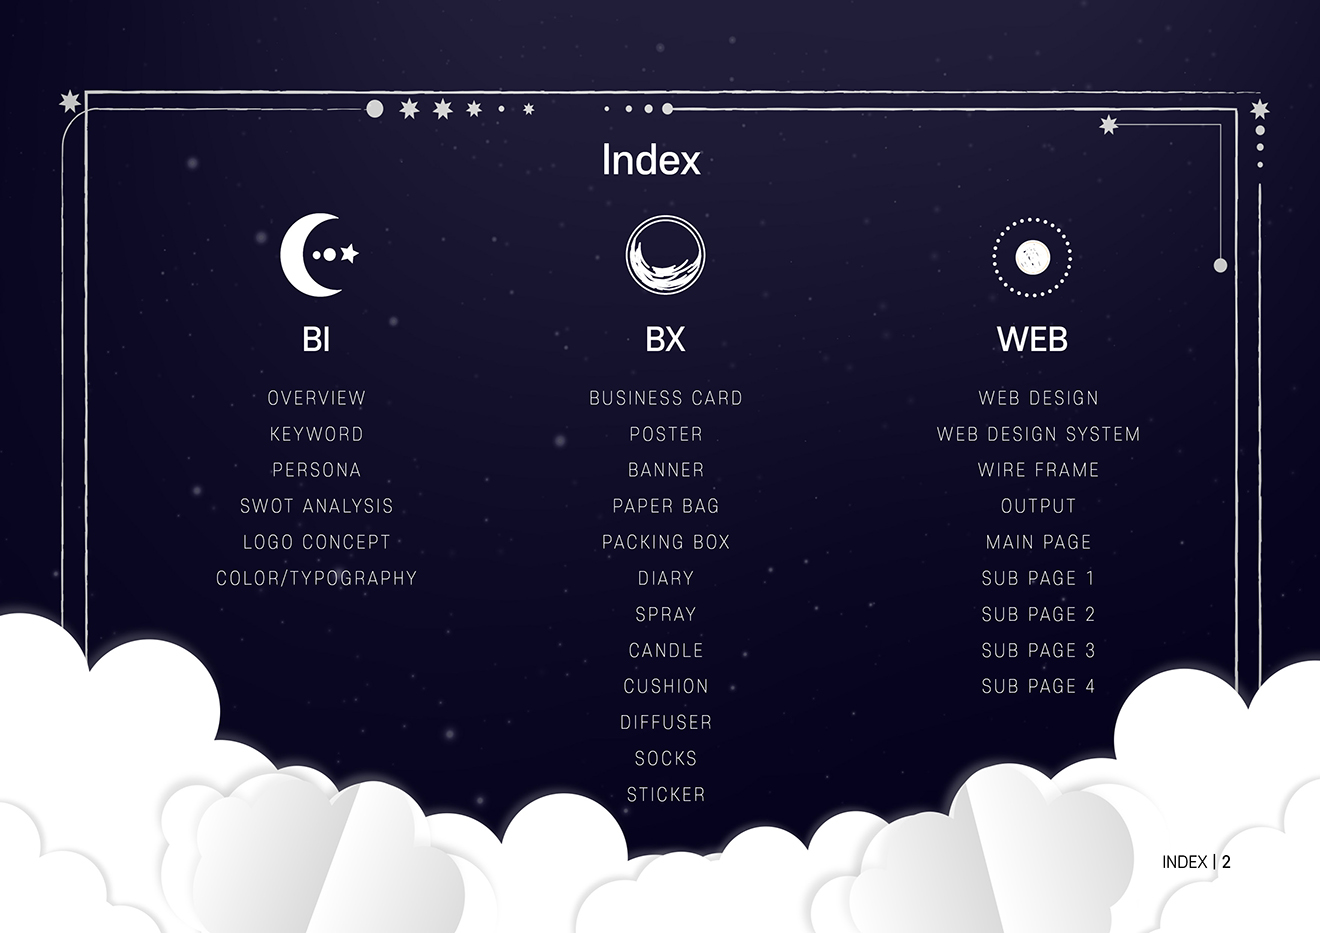 Index
BI
OVERVIEW
KEYWORD
PERSONA
SWOT ANALYSIS
LOGO CONCEPT
COLOR/TYPOGRAPHY
BX
BUSINESS CARD
POSTER
BANNER
PAPER BAG
PACKING BOX
DIARY
SPRAY
CANDLE
CUSHION
DIFFUSER
SOCKS
STICKER
WEB
WEB DESIGN
WEB DESIGN SYSTEM
WIRE FRAME
OUTPUT
MAIN PAGE
SUB PAGE 1
SUB PAGE 2
SUB PAGE 3
SUB PAGE 4
INDEX | 2